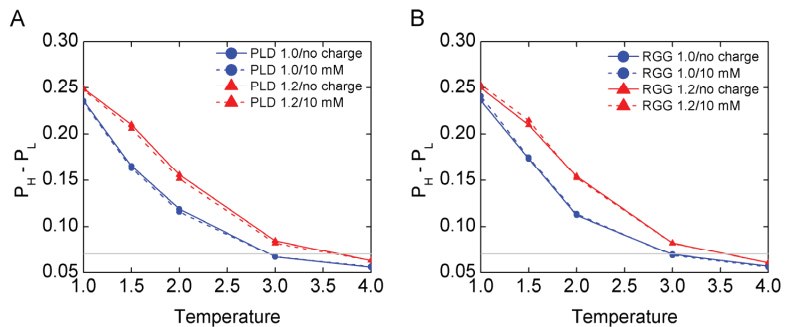 A
PLD 1.0/no charge
PLD 1.0/10 mM
PLD 1.2/no charge
PLD 1.2/10 mM
0.30
0.25
0.20
0.15
0.10
0.05
P_H - P_L
1.0 1.5 2.0 2.5 3.0 3.5 4.0
Temperature
B
RGG 1.0/no charge
RGG 1.0/10 mM
RGG 1.2/no charge
RGG 1.2/10 mM
0.30
0.25
0.20
0.15
0.10
0.05
P_H - P_L
1.0 1.5 2.0 2.5 3.0 3.5 4.0
Temperature